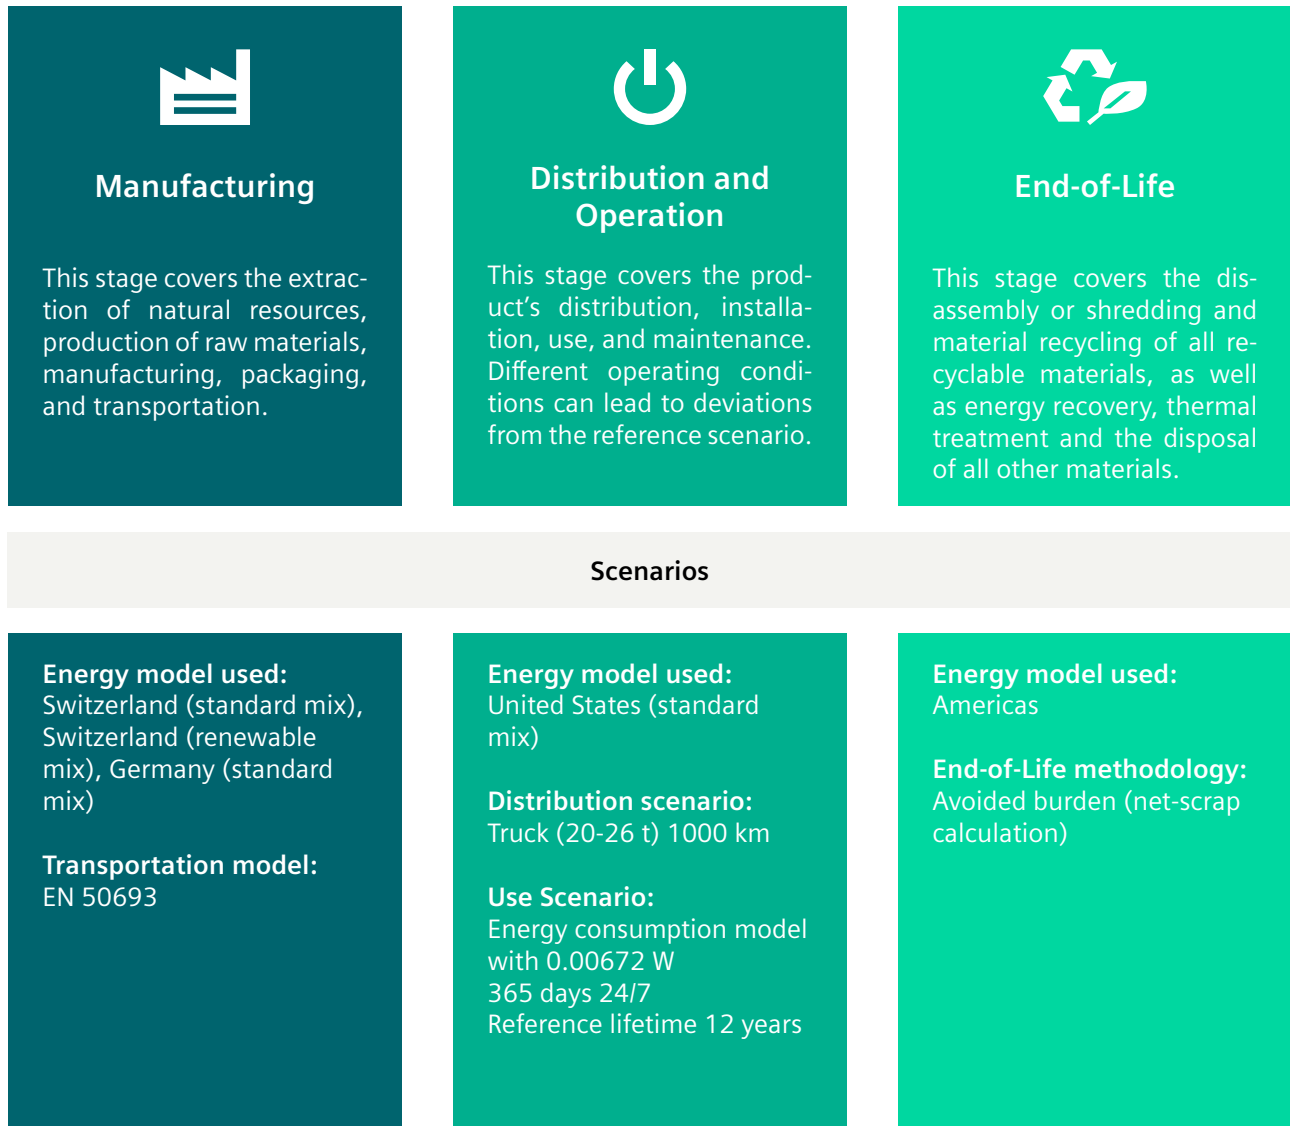 Manufacturing
This stage covers the extrac-
tion of natural resources,
production of raw materials,
manufacturing, packaging,
and transportation.
Distribution and
Operation
This stage covers the prod-
uct’s distribution, installa-
tion, use, and maintenance.
Different operating condi-
tions can lead to deviations
from the reference scenario.
End-of-Life
This stage covers the dis-
assembly or shredding and
material recycling of all re-
cyclable materials, as well
as energy recovery, thermal
treatment and the disposal
of all other materials.
Scenarios
Energy model used:
Switzerland (standard mix),
Switzerland (renewable
mix), Germany (standard
mix)
Transportation model:
EN 50693
Energy model used:
United States (standard
mix)
Distribution scenario:
Truck (20-26 t) 1000 km
Use Scenario:
Energy consumption model
with 0.00672 W
365 days 24/7
Reference lifetime 12 years
Energy model used:
Americas
End-of-Life methodology:
Avoided burden (net-scrap
calculation)